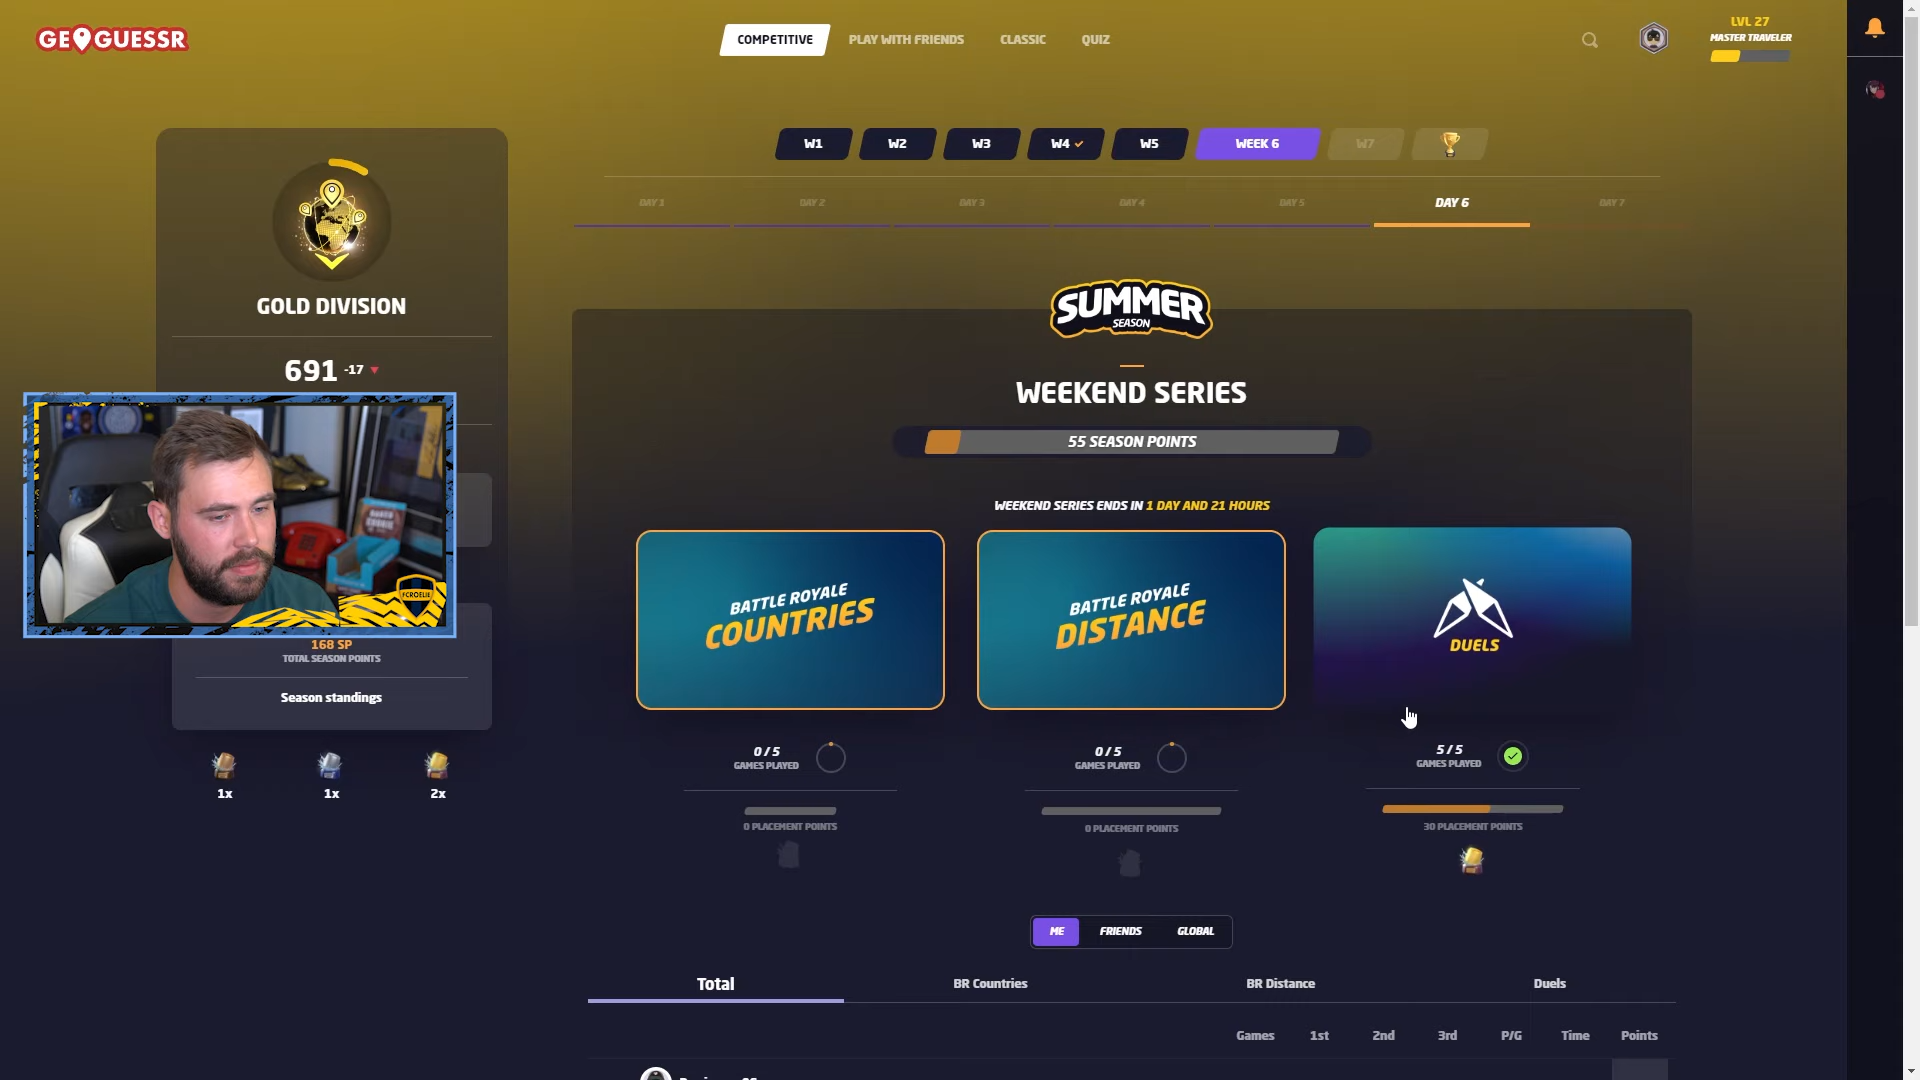 GEOGUESSR
COMPETITIVE
PLAY WITH FRIENDS
CLASSIC
QUIZ
LVL 27
MASTER TRAVELER
W1
W2
W3
W4
W5
WEEK 6
W7
DAY 1
DAY 2
DAY 3
DAY 4
DAY 5
DAY 6
DAY 7
GOLD DIVISION
691 -17
FCROELIE
168 SP
TOTAL SEASON POINTS
Season standings
1x
1x
2x
SUMMER
SEASON
WEEKEND SERIES
55 SEASON POINTS
WEEKEND SERIES ENDS IN 1 DAY AND 21 HOURS
BATTLE ROYALE
COUNTRIES
BATTLE ROYALE
DISTANCE
DUELS
0 / 5
GAMES PLAYED
0 / 5
GAMES PLAYED
5 / 5
GAMES PLAYED
0 PLACEMENT POINTS
0 PLACEMENT POINTS
30 PLACEMENT POINTS
ME
FRIENDS
GLOBAL
Total
BR Countries
BR Distance
Duels
Games
1st
2nd
3rd
P/G
Time
Points